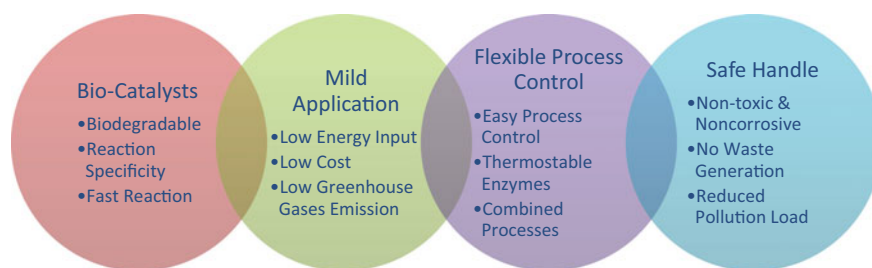 Bio-Catalysts
•Biodegradable
•Reaction
Specificity
•Fast Reaction
Mild
Application
•Low Energy Input
•Low Cost
•Low Greenhouse
Gases Emission
Flexible Process
Control
•Easy Process
Control
•Thermostable
Enzymes
•Combined
Processes
Safe Handle
•Non-toxic &
Noncorrosive
•No Waste
Generation
•Reduced
Pollution Load